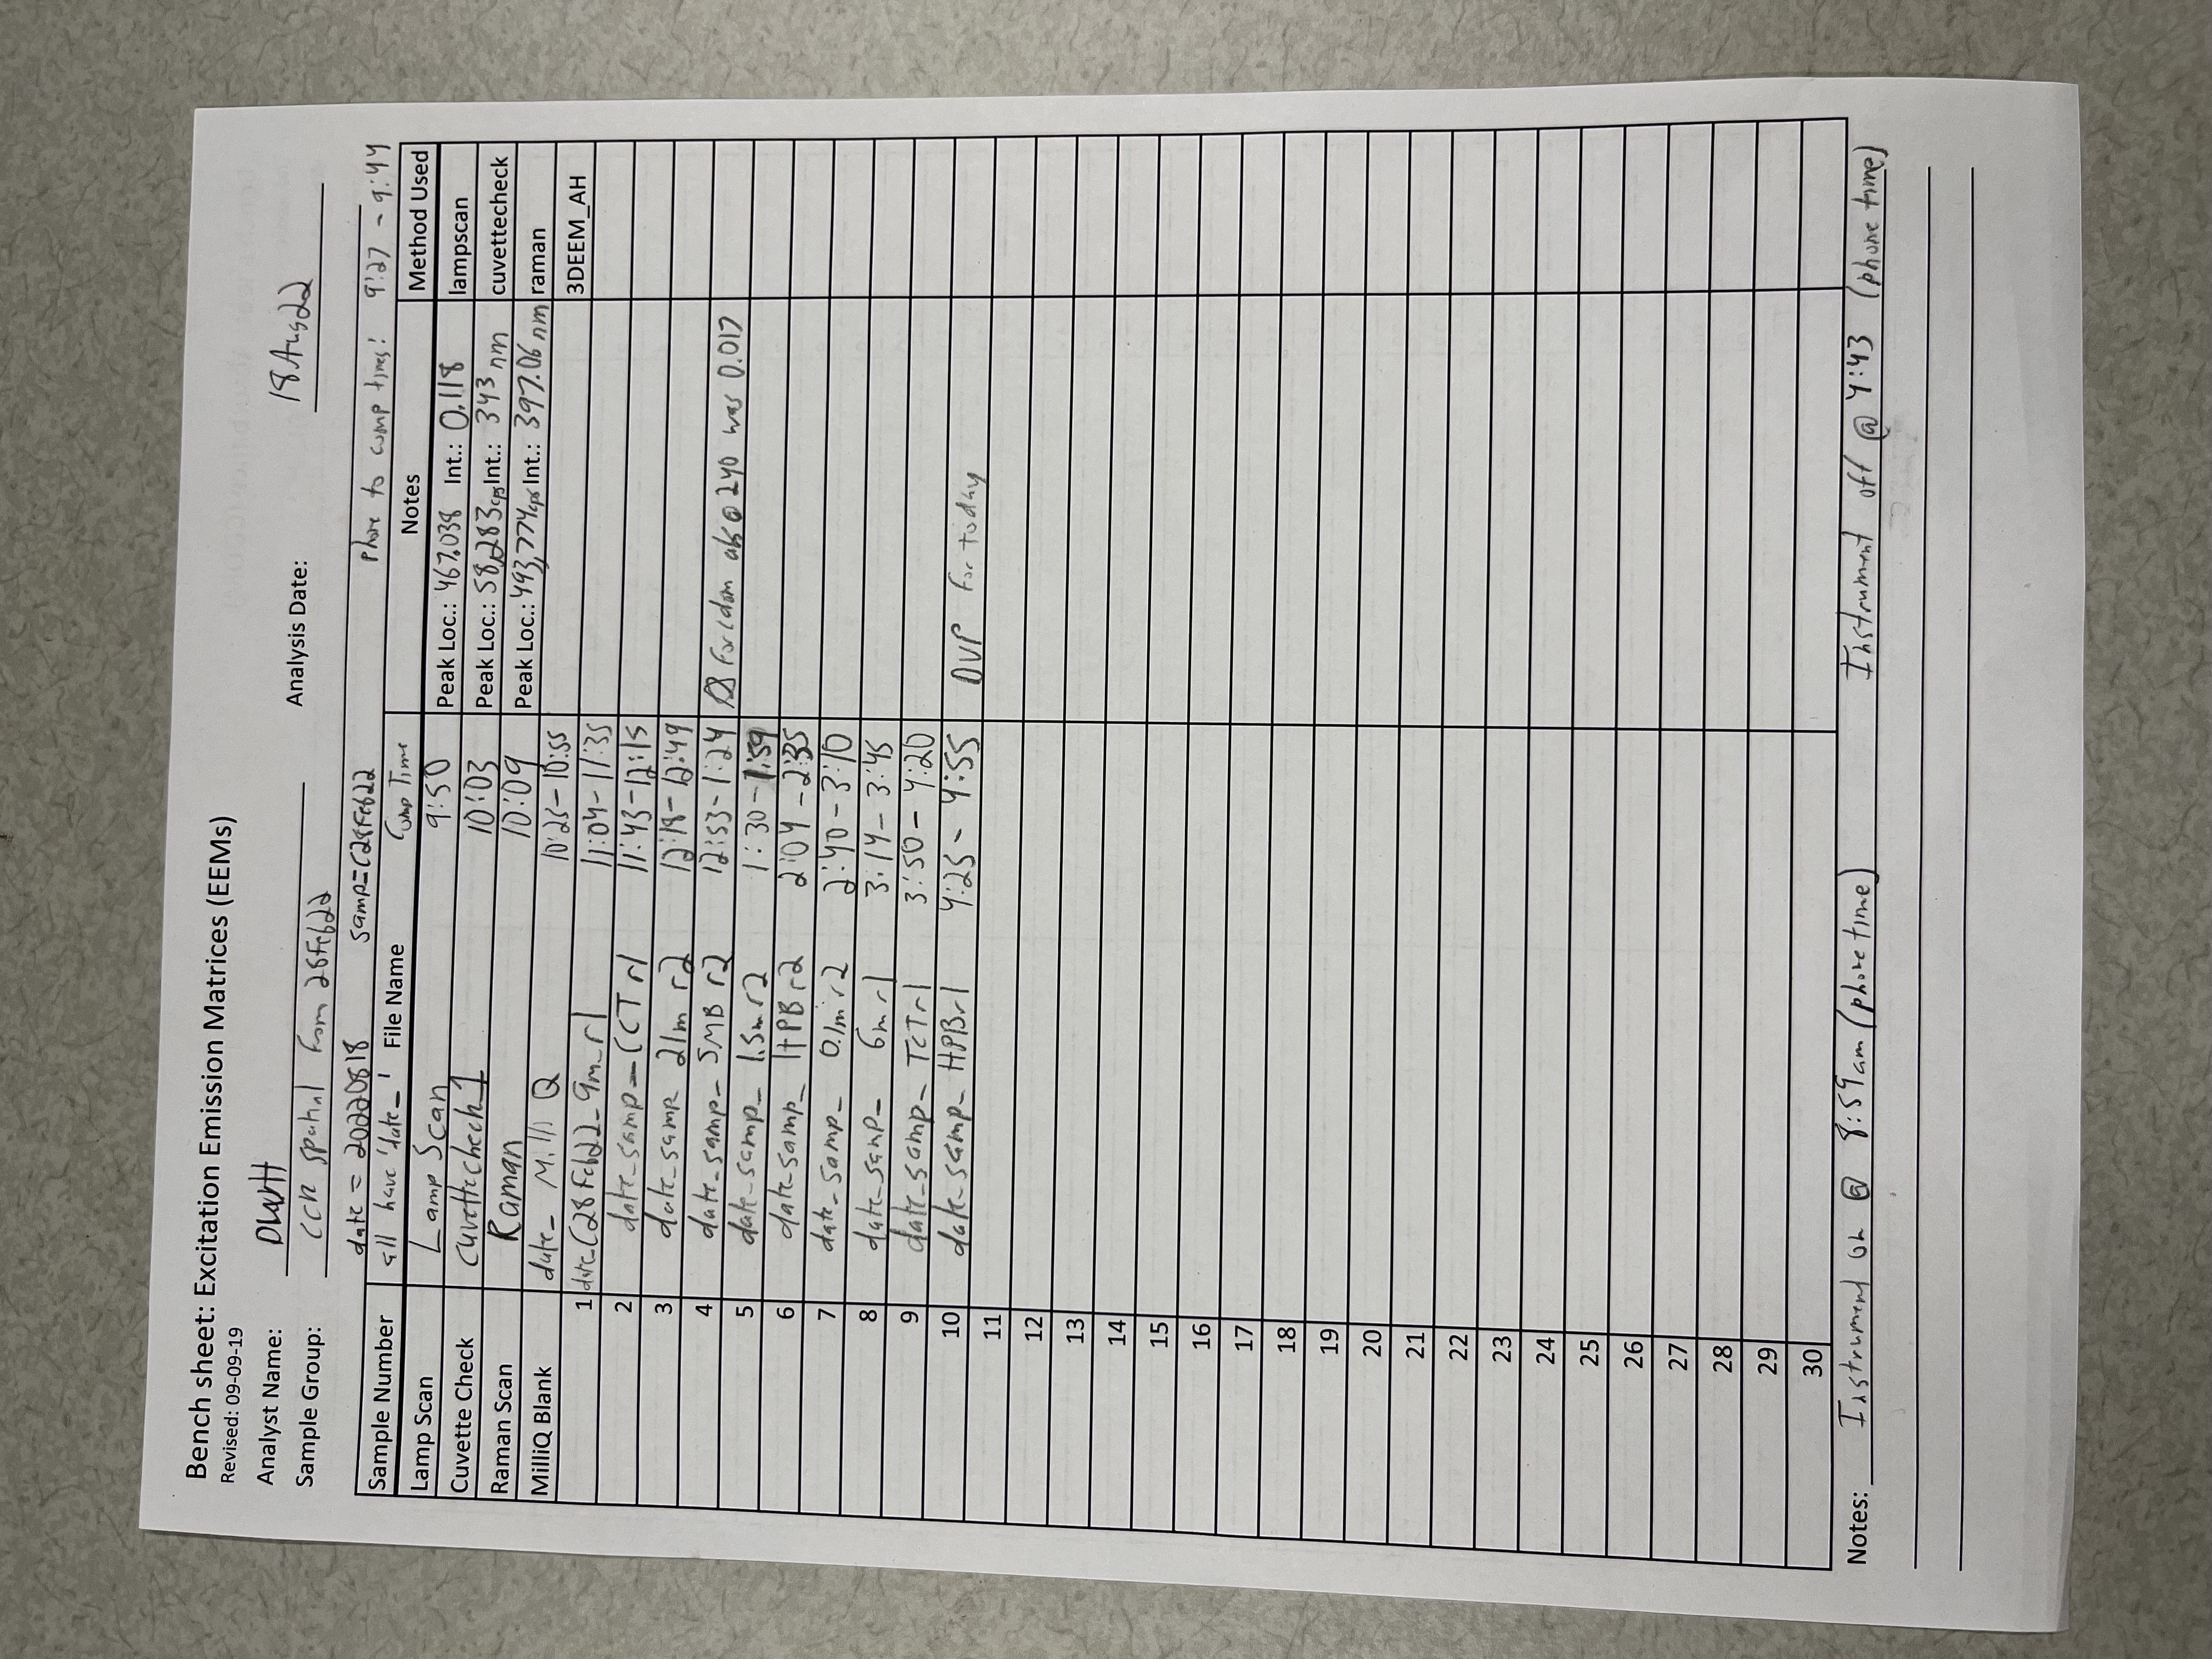 Bench sheet: Excitation Emission Matrices (EEMs)
Revised: 09-09-19
Analyst Name: DWH Analysis Date: 18Aug22
Sample Group: CCR spatial from 28Feb22
date = 20220818 samp=C28Feb22 phone to comp times! 9:27 - 9:44
Sample Number all have 'date_' File Name Comp Time Notes Method Used
Lamp Scan Lamp Scan 9:50 Peak Loc.: 467.038 Int.: 0.118 lampscan
Cuvette Check cuvettecheck1 10:03 Peak Loc.: 58,283cps Int.: 343 nm cuvettecheck
Raman Scan Raman 10:09 Peak Loc.: 493,774cps Int.: 397.06 nm raman
MilliQ Blank date_ MilliQ 10:25-10:55 3DEEM_AH
1 date_C28Feb22_9m_r1 11:04-11:35
2 date_samp_CCT r1 11:43-12:15
3 date_samp 21m r2 12:18-12:49
4 date_samp_ SMB r2 12:53-1:24 For cdom abs @ 240 was 0.017
5 date_samp_ 1.5m r2 1:30-1:59
6 date_samp_ HPB r2 2:04-2:35
7 date_samp_ 0.1m r2 2:40-3:10
8 date_samp_ 6m r1 3:14-3:45
9 date_samp_ TCT r1 3:50-4:20
10 date_samp_ HPB r1 4:25-4:55 DVP for today
11
12
13
14
15
16
17
18
19
20
21
22
23
24
25
26
27
28
29
30
Notes: Instrument on @ 8:59am (phone time) Instrument off @ 4:43 (phone time)